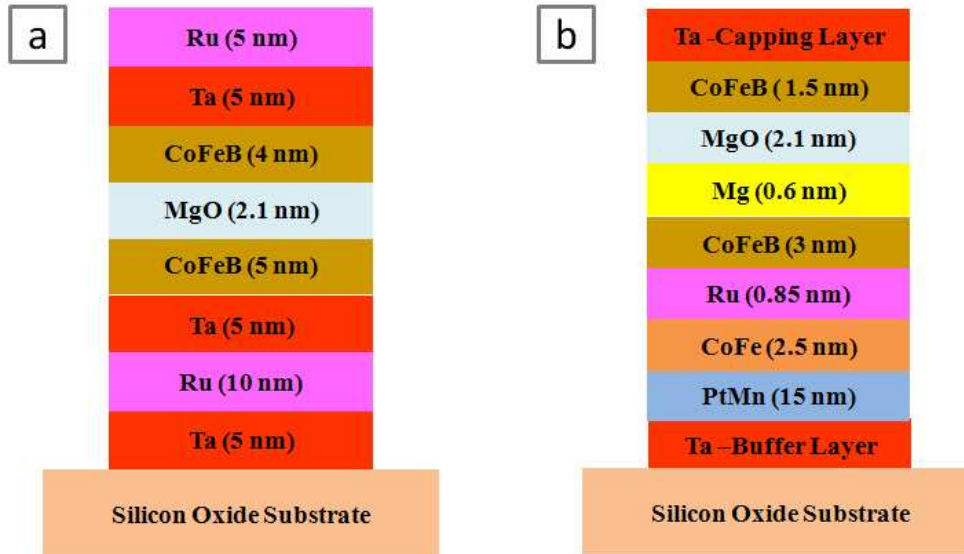 a
Ru (5 nm)
Ta (5 nm)
CoFeB (4 nm)
MgO (2.1 nm)
CoFeB (5 nm)
Ta (5 nm)
Ru (10 nm)
Ta (5 nm)
Silicon Oxide Substrate
b
Ta -Capping Layer
CoFeB ( 1.5 nm)
MgO (2.1 nm)
Mg (0.6 nm)
CoFeB (3 nm)
Ru (0.85 nm)
CoFe (2.5 nm)
PtMn (15 nm)
Ta –Buffer Layer
Silicon Oxide Substrate